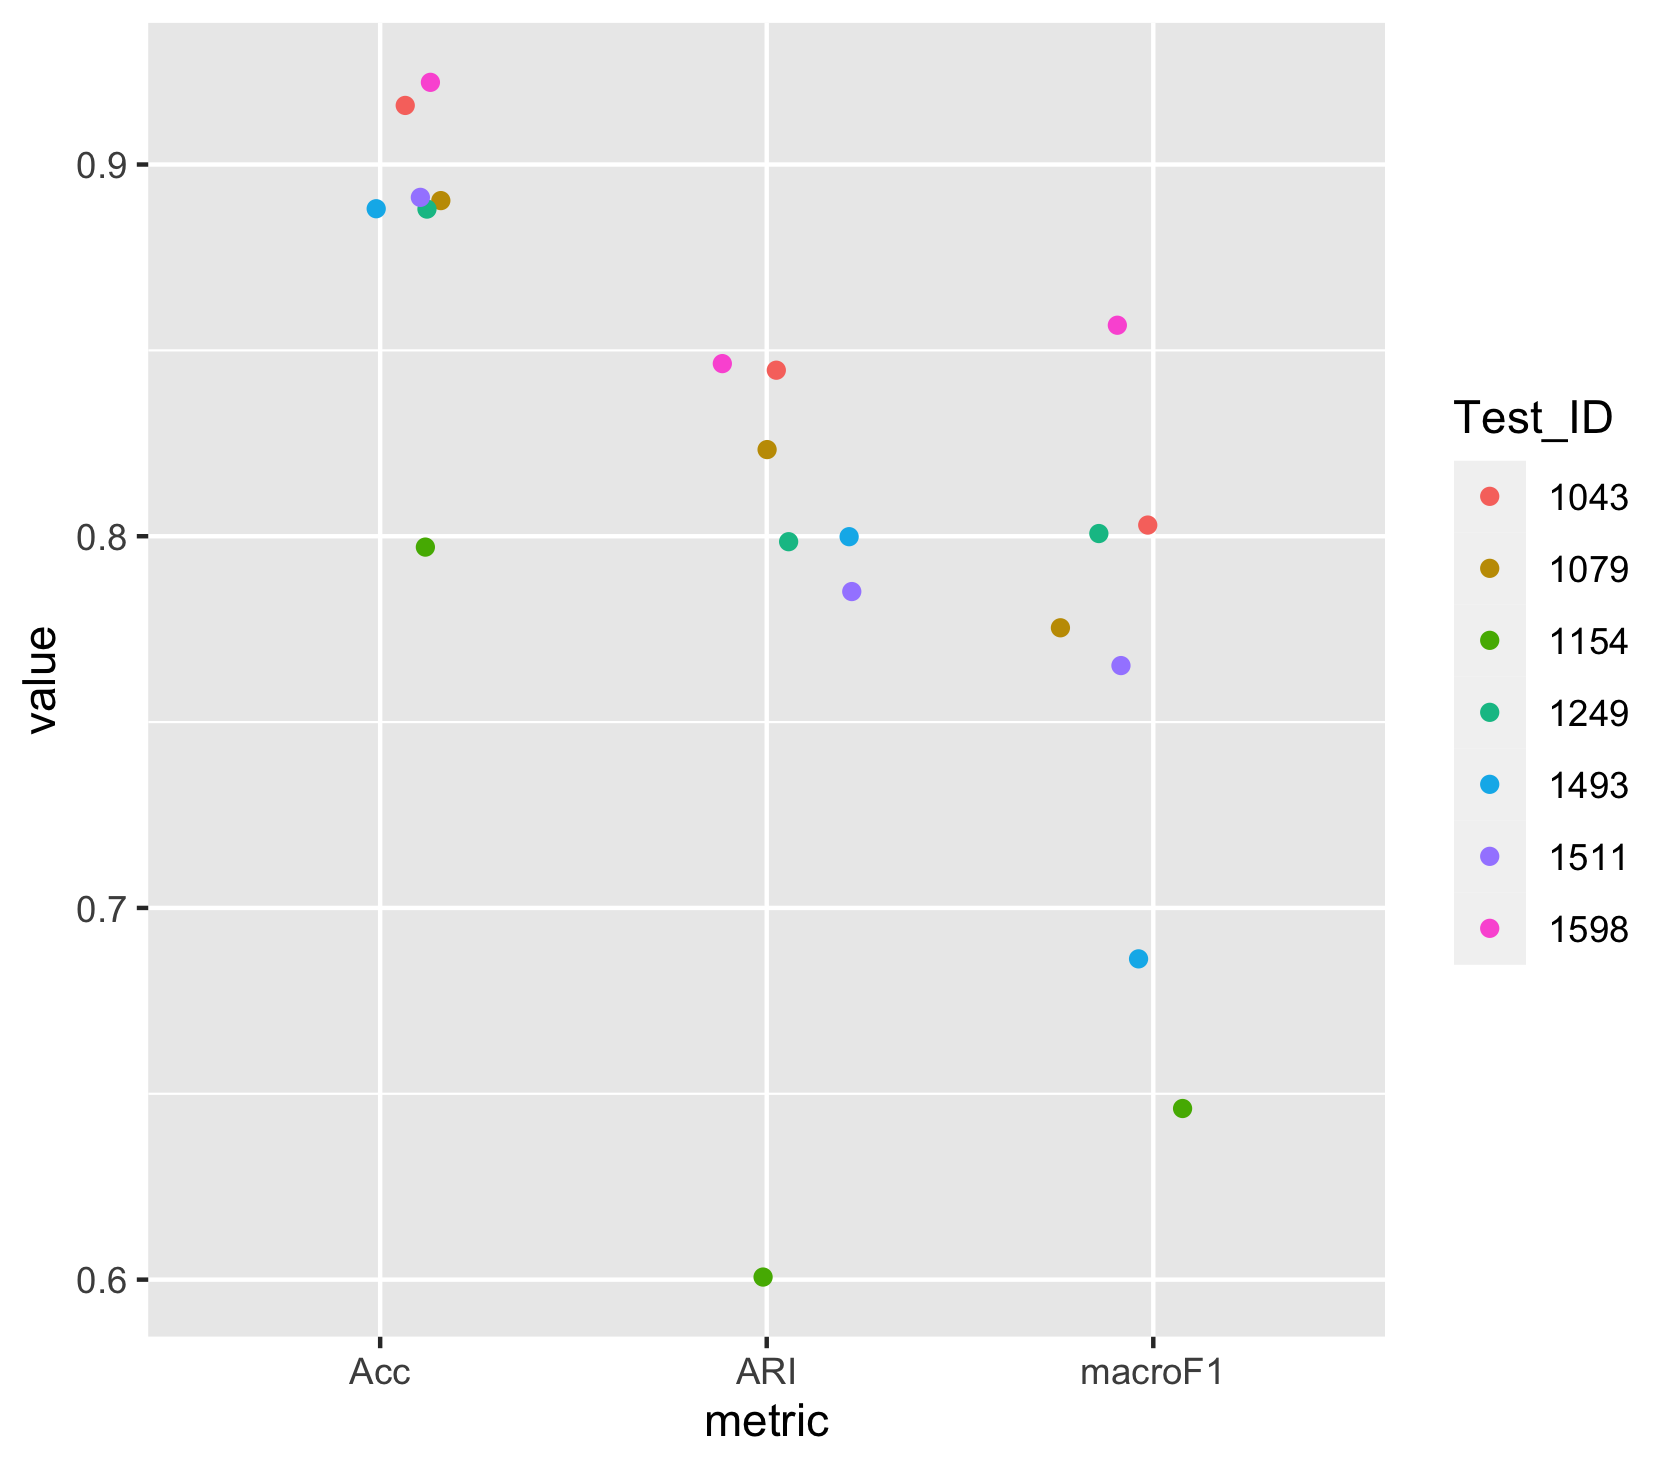 0.9
0.8
0.7
0.6
value
Acc ARI macroF1
metric
Test_ID
1043
1079
1154
1249
1493
1511
1598